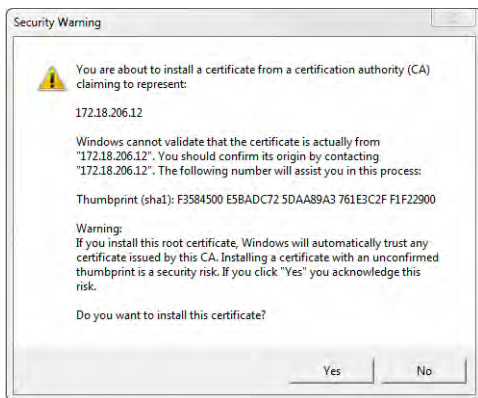 Security Warning
You are about to install a certificate from a certification authority (CA)
claiming to represent:
172.18.206.12
Windows cannot validate that the certificate is actually from
"172.18.206.12". You should confirm its origin by contacting
"172.18.206.12". The following number will assist you in this process:
Thumbprint (sha1): F3584500 E5BADC72 5DAA89A3 761E3C2F F1F22900
Warning:
If you install this root certificate, Windows will automatically trust any
certificate issued by this CA. Installing a certificate with an unconfirmed
thumbprint is a security risk. If you click "Yes" you acknowledge this
risk.
Do you want to install this certificate?
Yes No